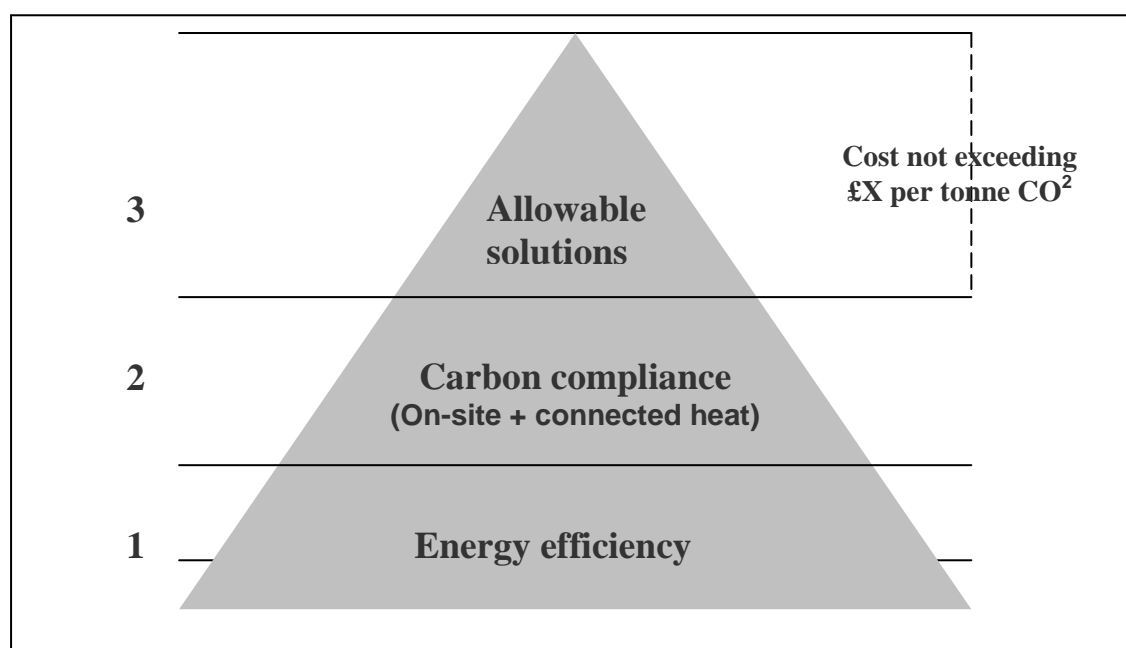 Cost not exceeding
£X per tonne CO²
3
Allowable
solutions
2
Carbon compliance
(On-site + connected heat)
1
Energy efficiency